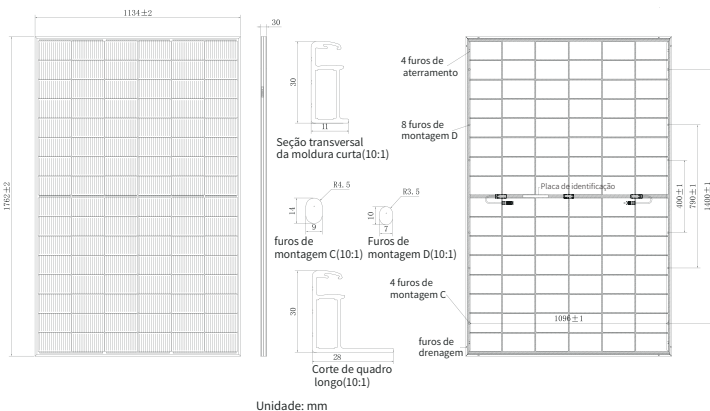 1134±2
30
1762±2
30
11
Seção transversal
da moldura curta(10:1)
R4.5
14
9
furos de
montagem C(10:1)
R3.5
10
7
Furos de
montagem D(10:1)
30
28
Corte de quadro
longo(10:1)
Unidade: mm
4 furos de
aterramento
8 furos de
montagem D
Placa de identificação
400±1
790±1
1400±1
4 furos de
montagem C
1096±1
furos de
drenagem